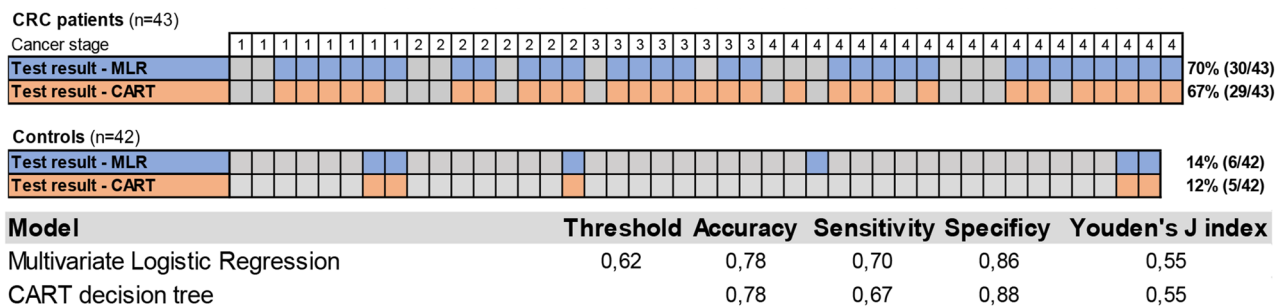 CRC patients (n=43)
Cancer stage 1 1 1 1 1 1 1 1 2 2 2 2 2 2 2 2 3 3 3 3 3 3 3 3 4 4 4 4 4 4 4 4 4 4 4 4 4 4 4 4 4 4 4
Test result - MLR 70% (30/43)
Test result - CART 67% (29/43)
Controls (n=42)
Test result - MLR 14% (6/42)
Test result - CART 12% (5/42)
Model Threshold Accuracy Sensitivity Specificy Youden's J index
Multivariate Logistic Regression 0,62 0,78 0,70 0,86 0,55
CART decision tree 0,78 0,67 0,88 0,55